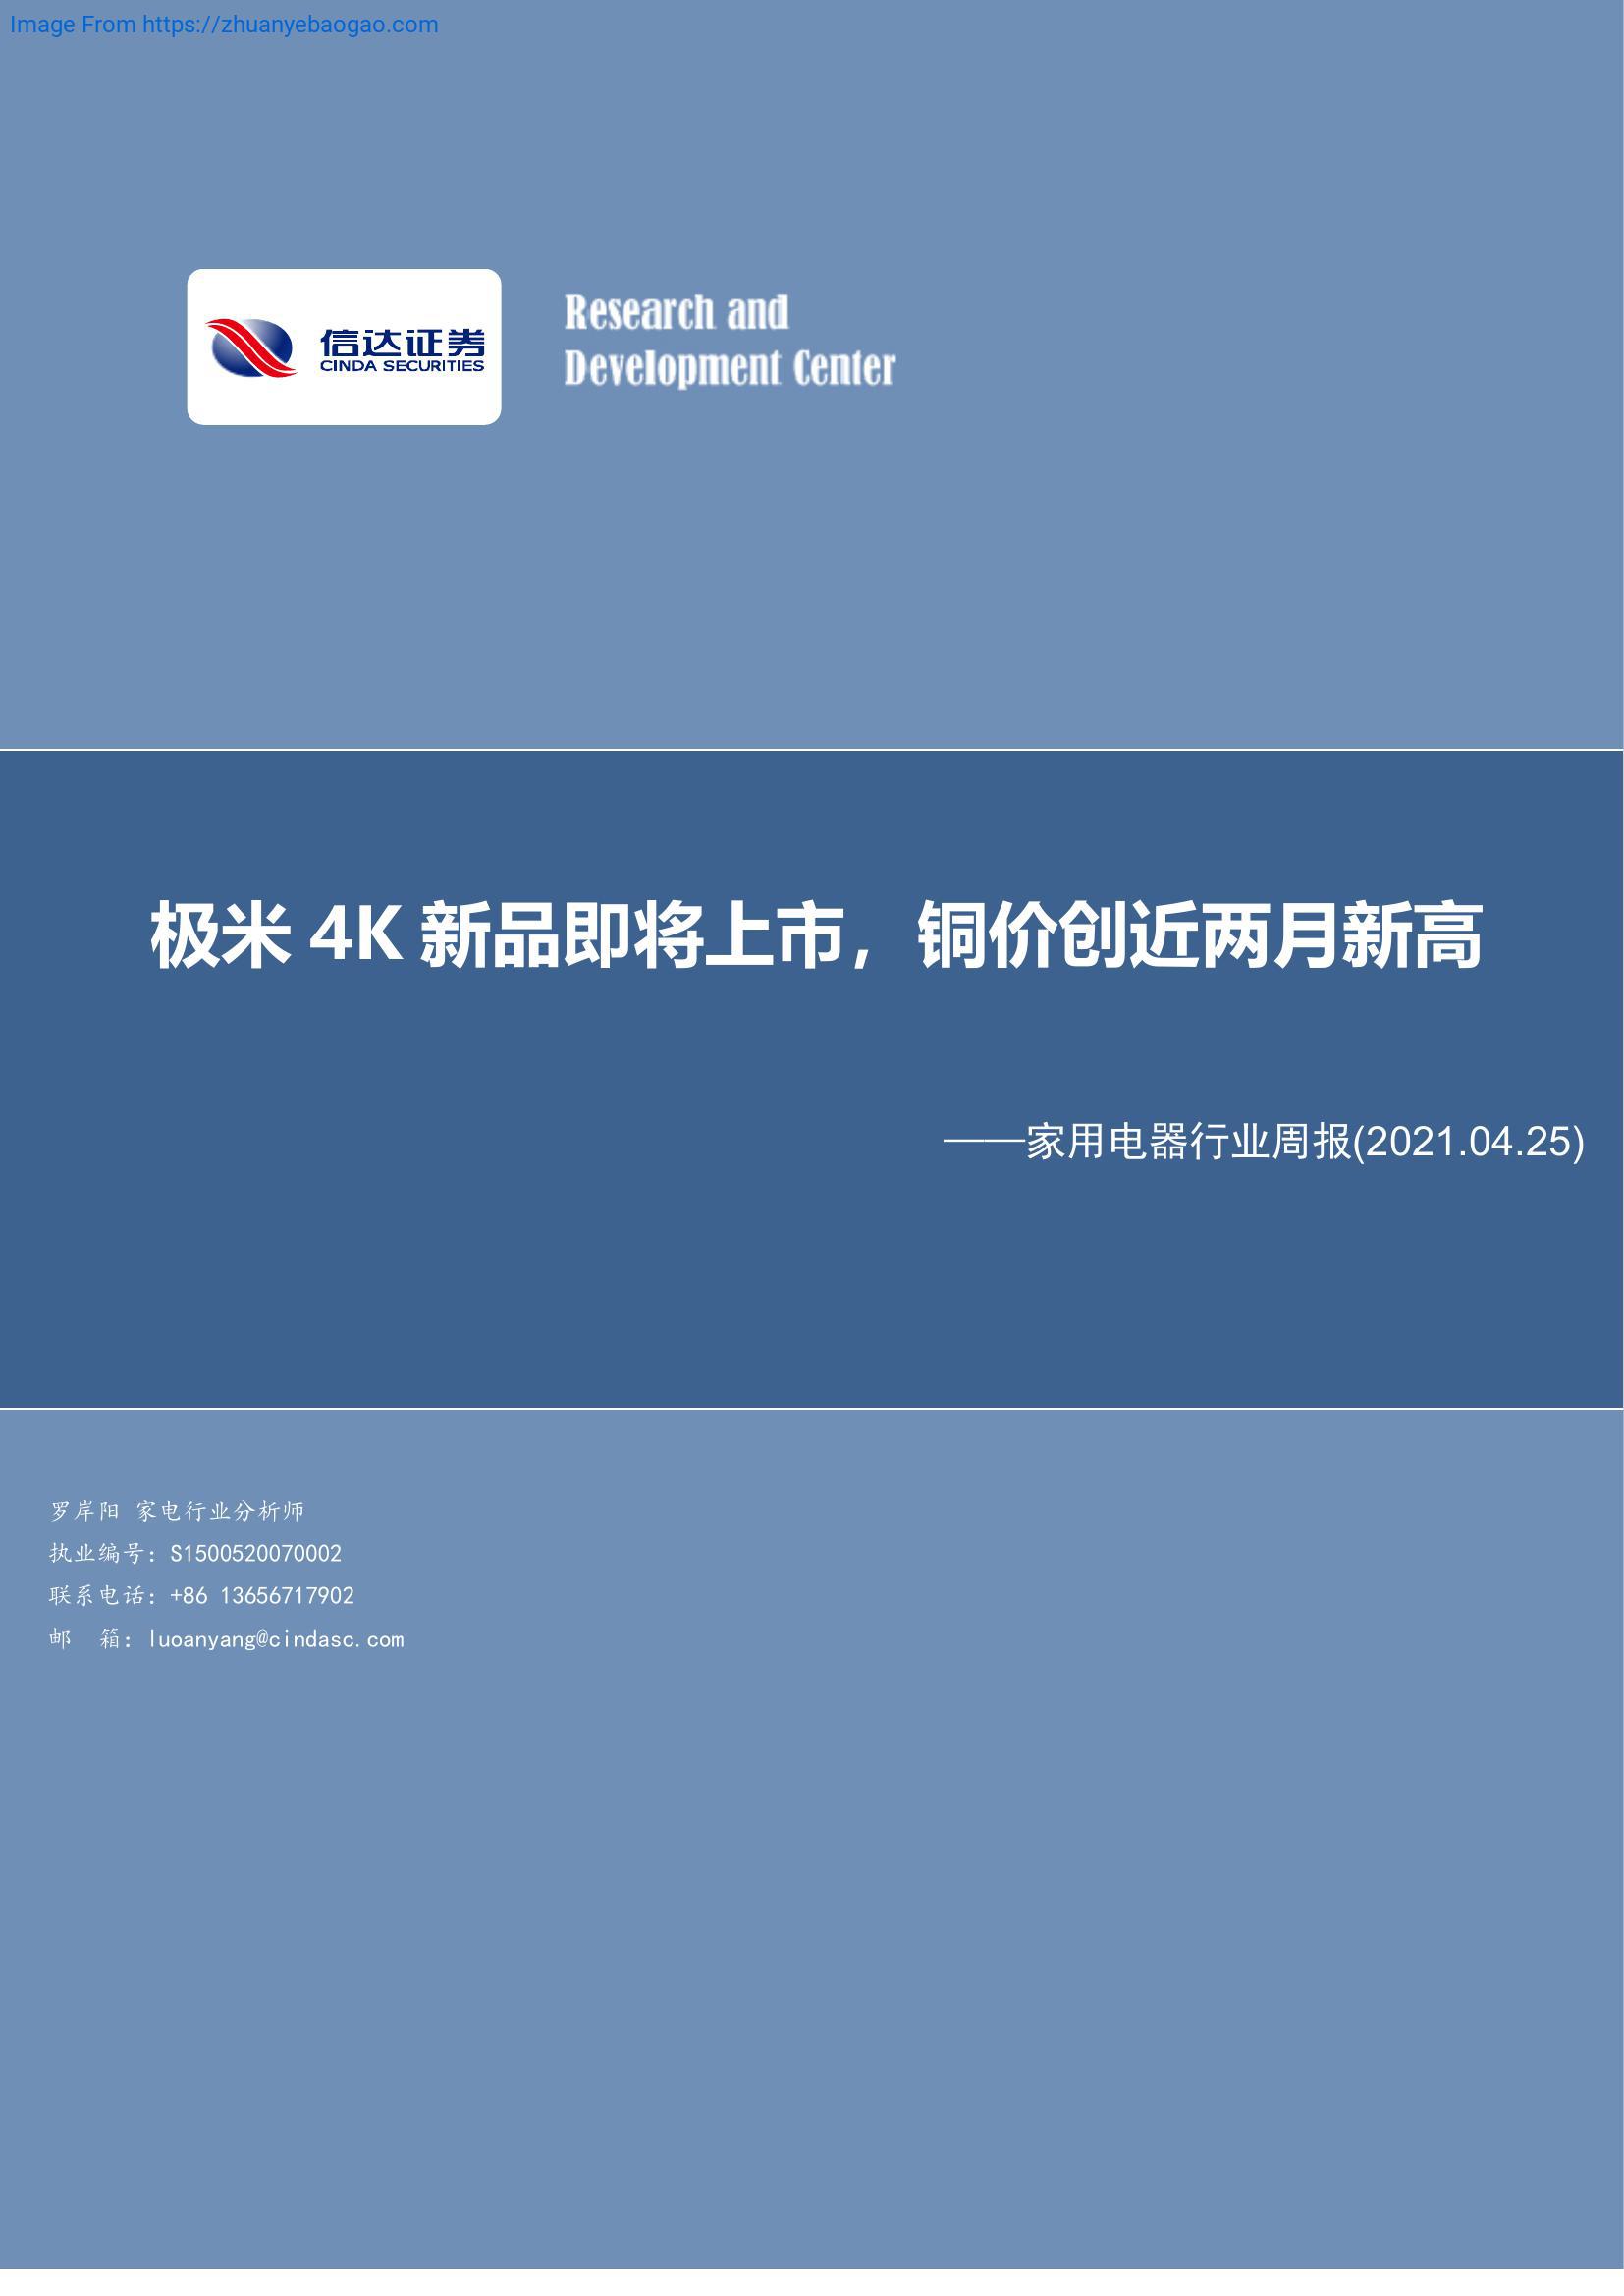 Image From https://zhuanyebaogao.com
信达证券
CINDA SECURITIES
Research and
Development Center
极米 4K 新品即将上市，铜价创近两月新高
——家用电器行业周报(2021.04.25)
罗岸阳 家电行业分析师
执业编号：S1500520070002
联系电话：+86 13656717902
邮 箱：luoanyang@cindasc.com